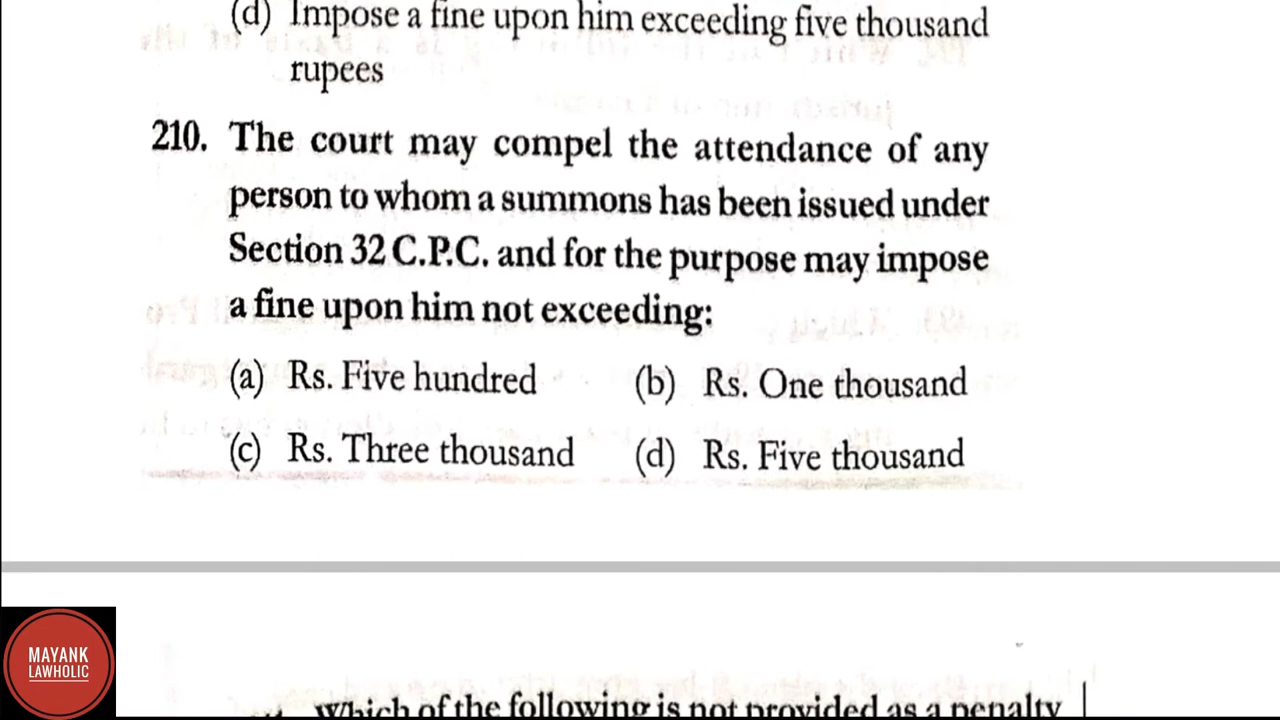 (d) Impose a fine upon him exceeding five thousand
rupees
210. The court may compel the attendance of any
person to whom a summons has been issued under
Section 32 C.P.C. and for the purpose may impose
a fine upon him not exceeding:
(a) Rs. Five hundred (b) Rs. One thousand
(c) Rs. Three thousand (d) Rs. Five thousand
MAYANK
LAWHOLIC
Which of the following is not provided as a penalty